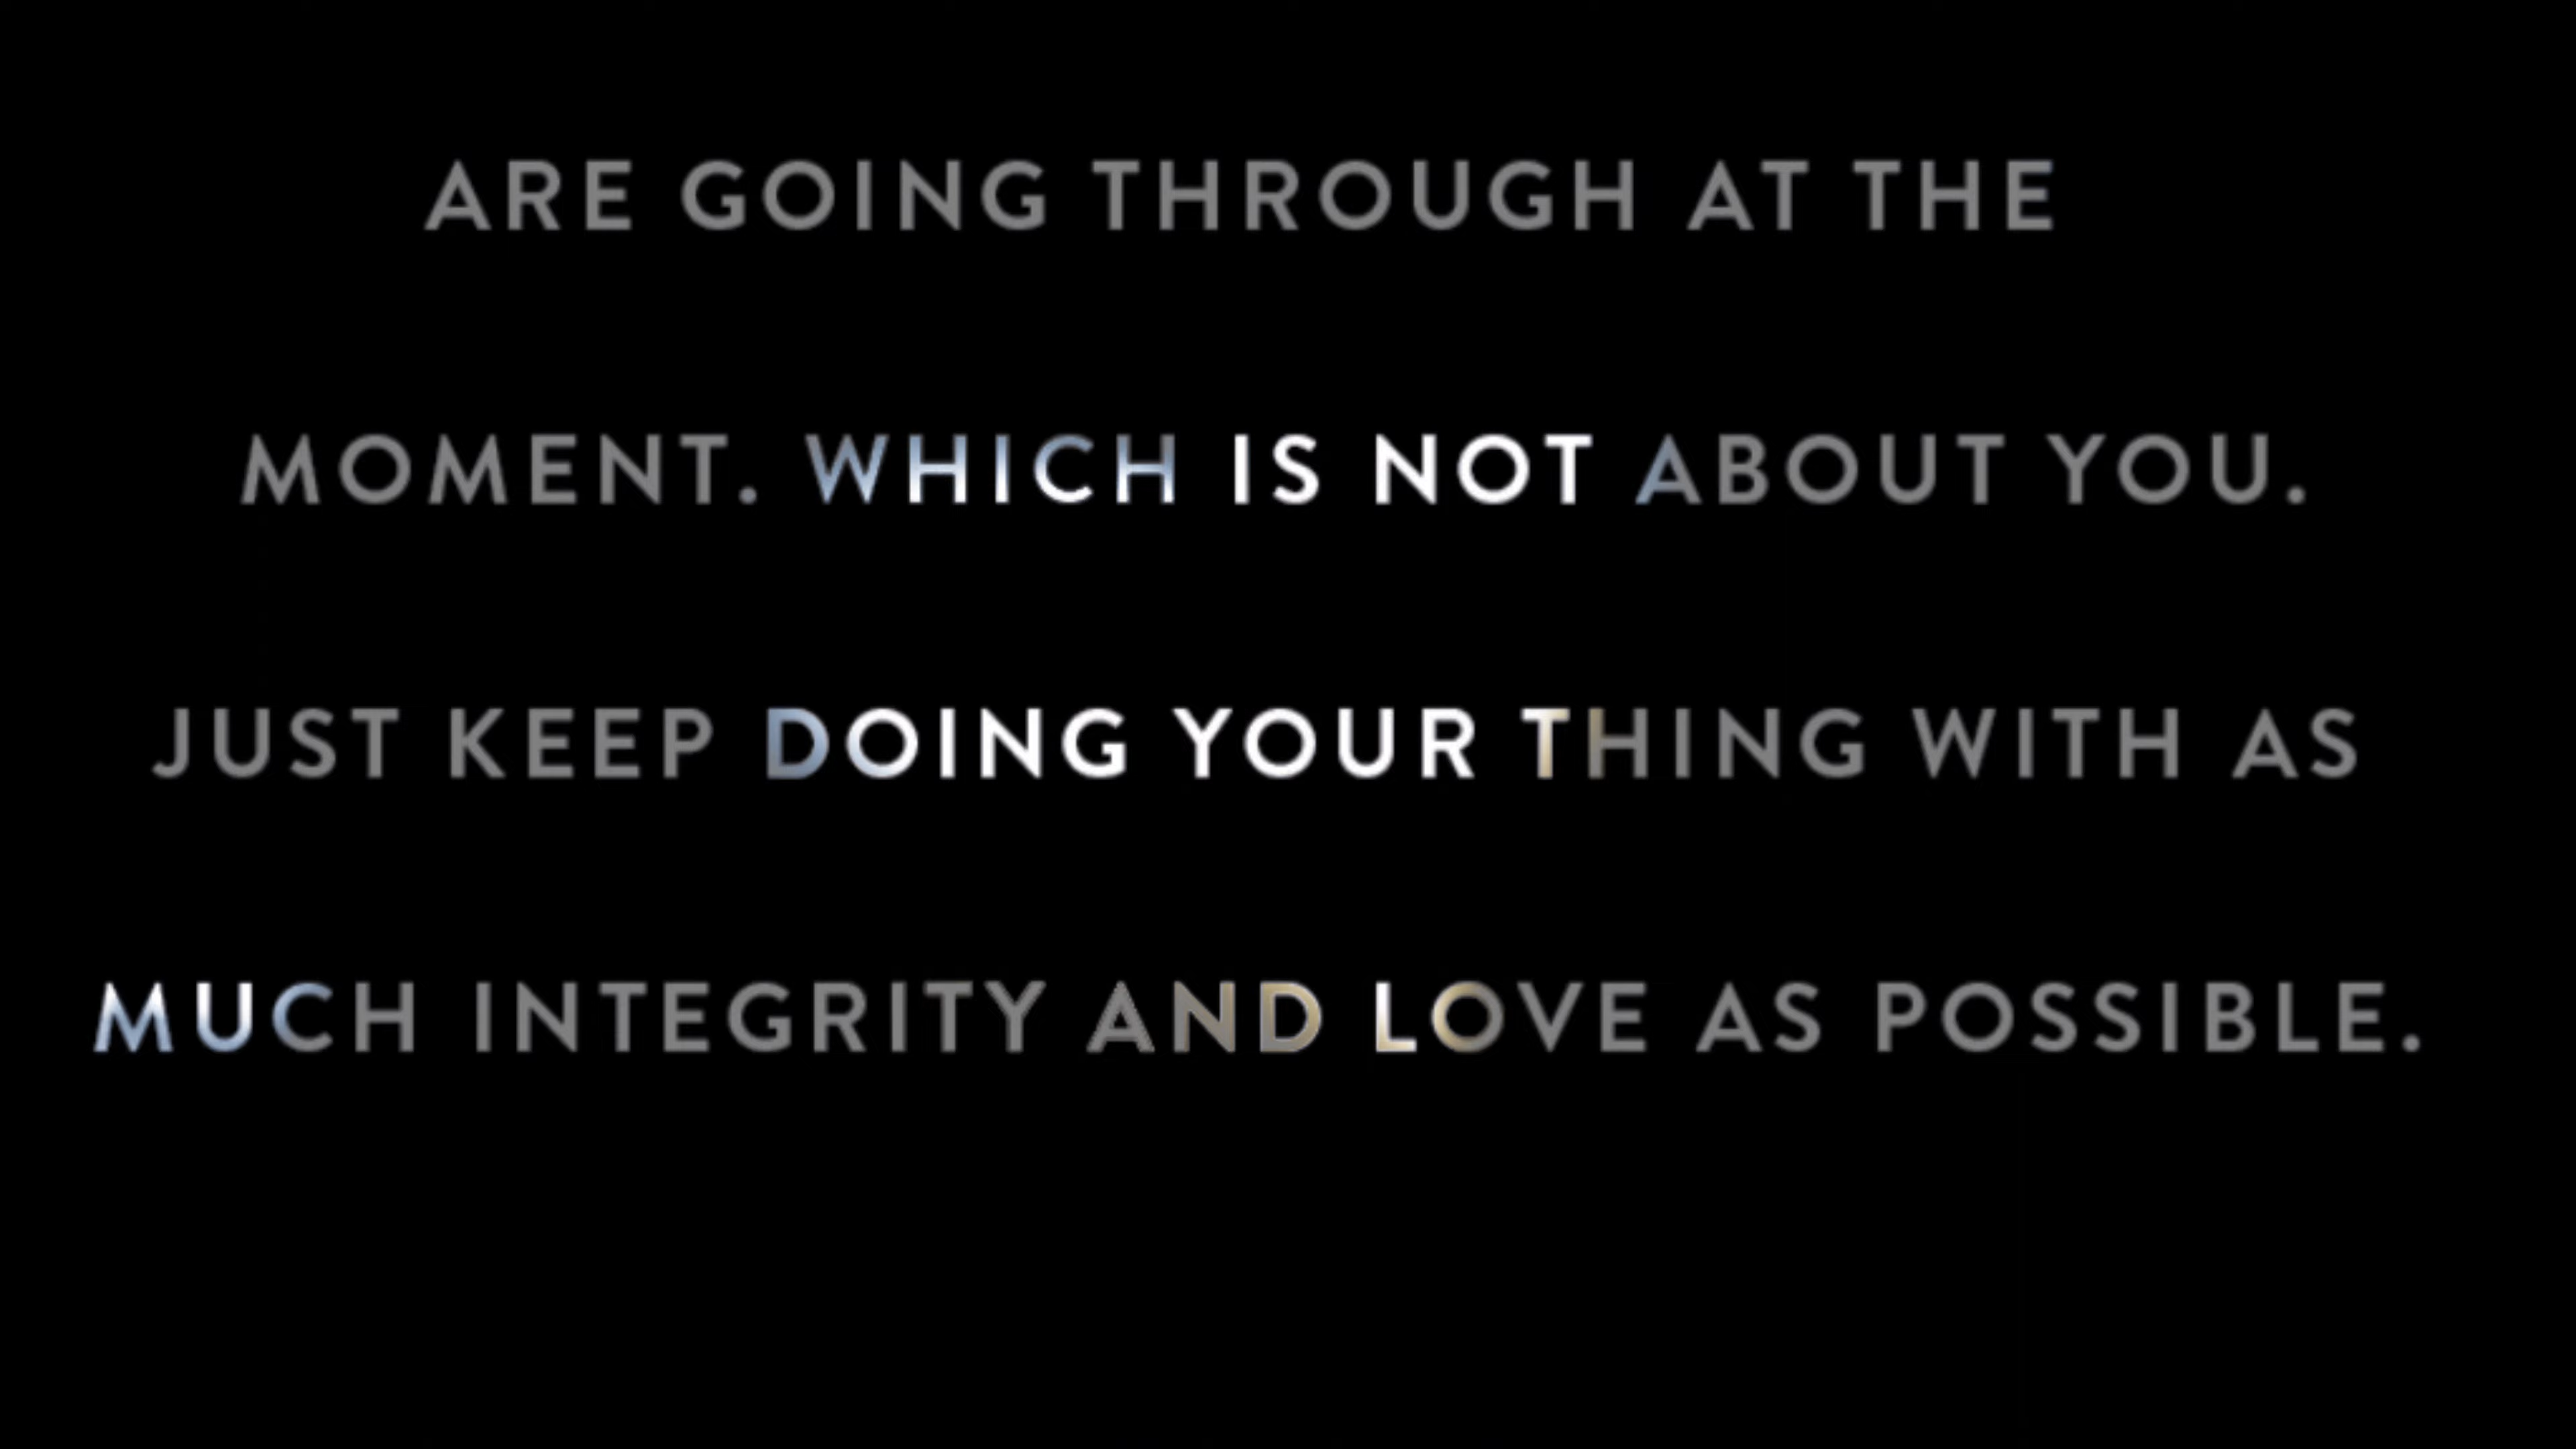 ARE GOING THROUGH AT THE
MOMENT. WHICH IS NOT ABOUT YOU.
JUST KEEP DOING YOUR THING WITH AS
MUCH INTEGRITY AND LOVE AS POSSIBLE.